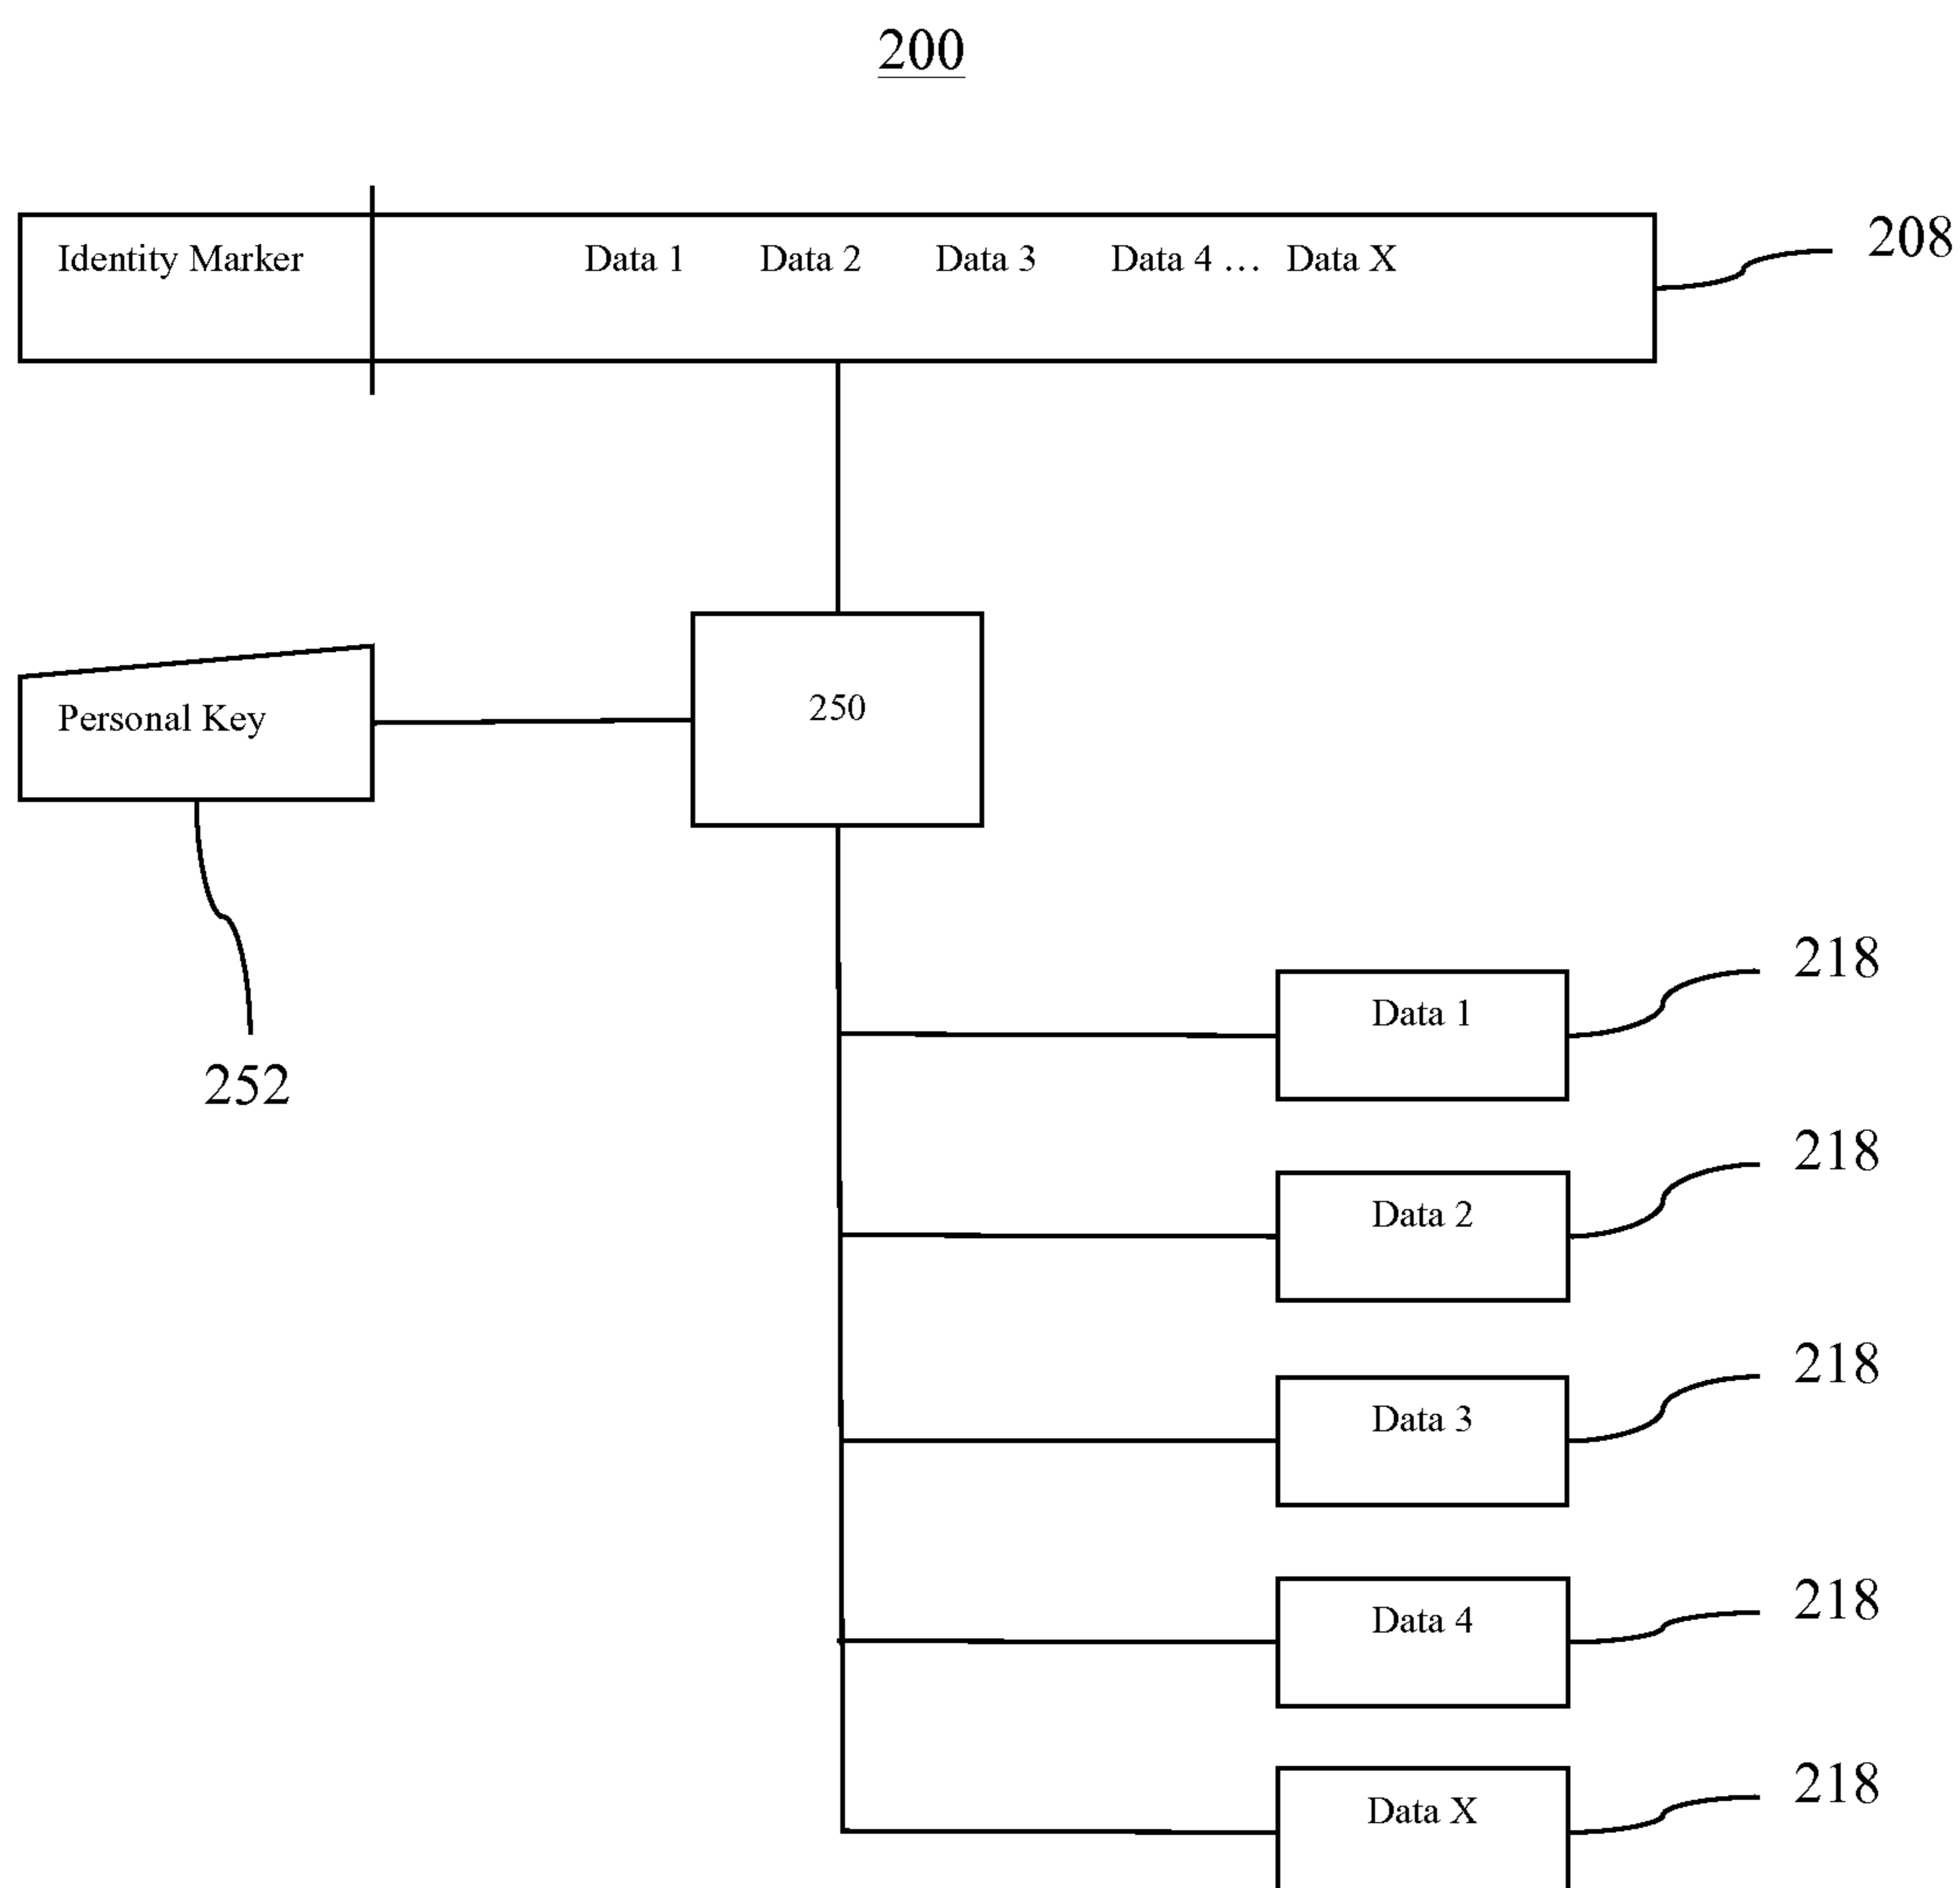 200
208
Identity Marker Data 1 Data 2 Data 3 Data 4 ... Data X
250
Personal Key
252
218
Data 1
218
Data 2
218
Data 3
218
Data 4
218
Data X